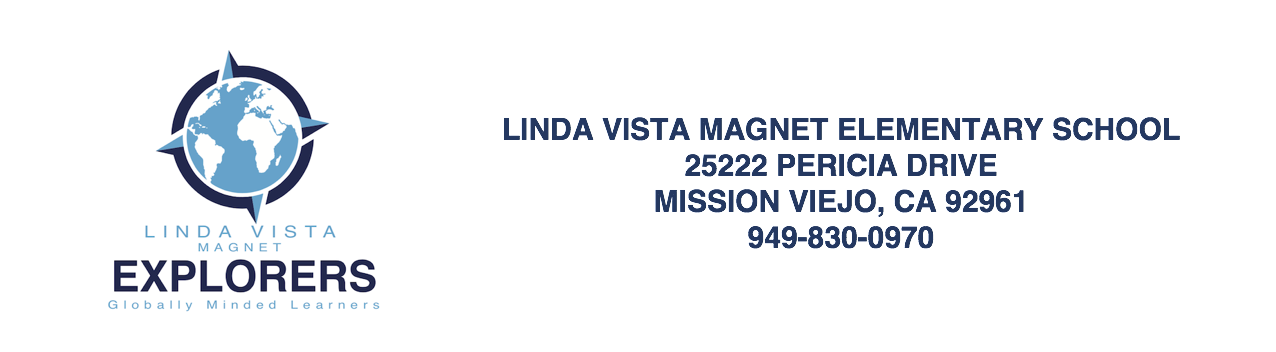 LINDA VISTA
MAGNET
EXPLORERS
Globally Minded Learners
LINDA VISTA MAGNET ELEMENTARY SCHOOL
25222 PERICIA DRIVE
MISSION VIEJO, CA 92961
949-830-0970